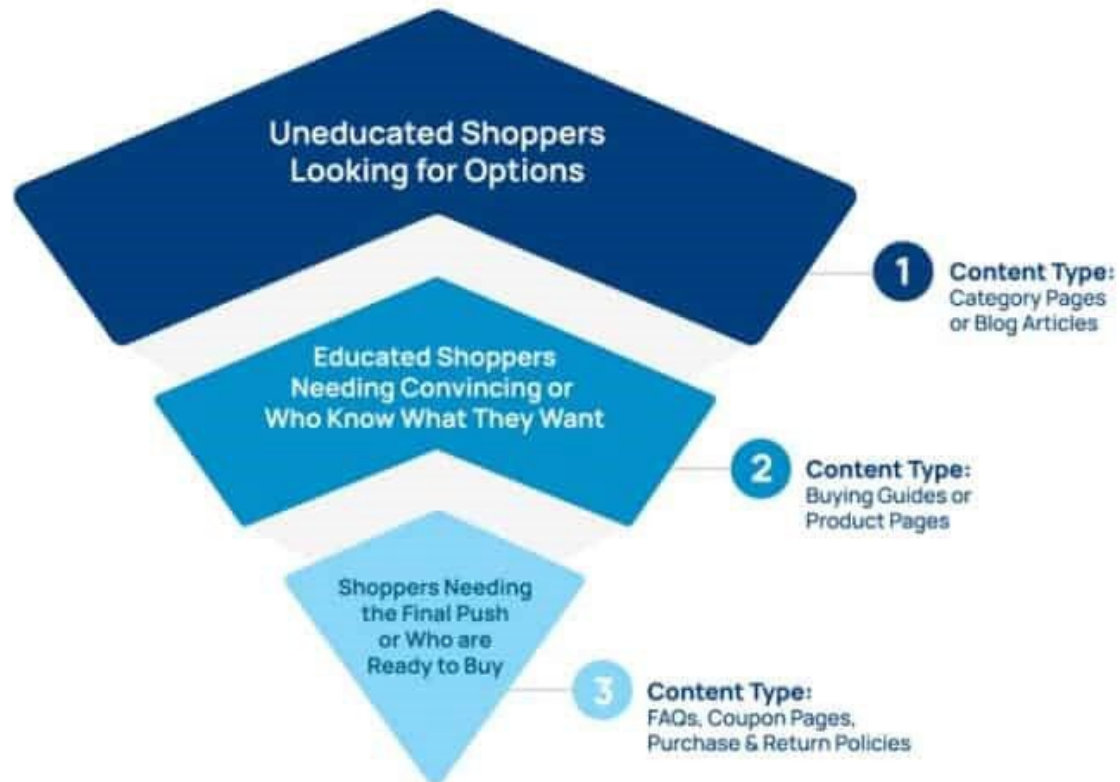 Uneducated Shoppers
Looking for Options
1
Content Type:
Category Pages
or Blog Articles
Educated Shoppers
Needing Convincing or
Who Know What They Want
2
Content Type:
Buying Guides or
Product Pages
Shoppers Needing
the Final Push
or Who are
Ready to Buy
3
Content Type:
FAQs, Coupon Pages,
Purchase & Return Policies